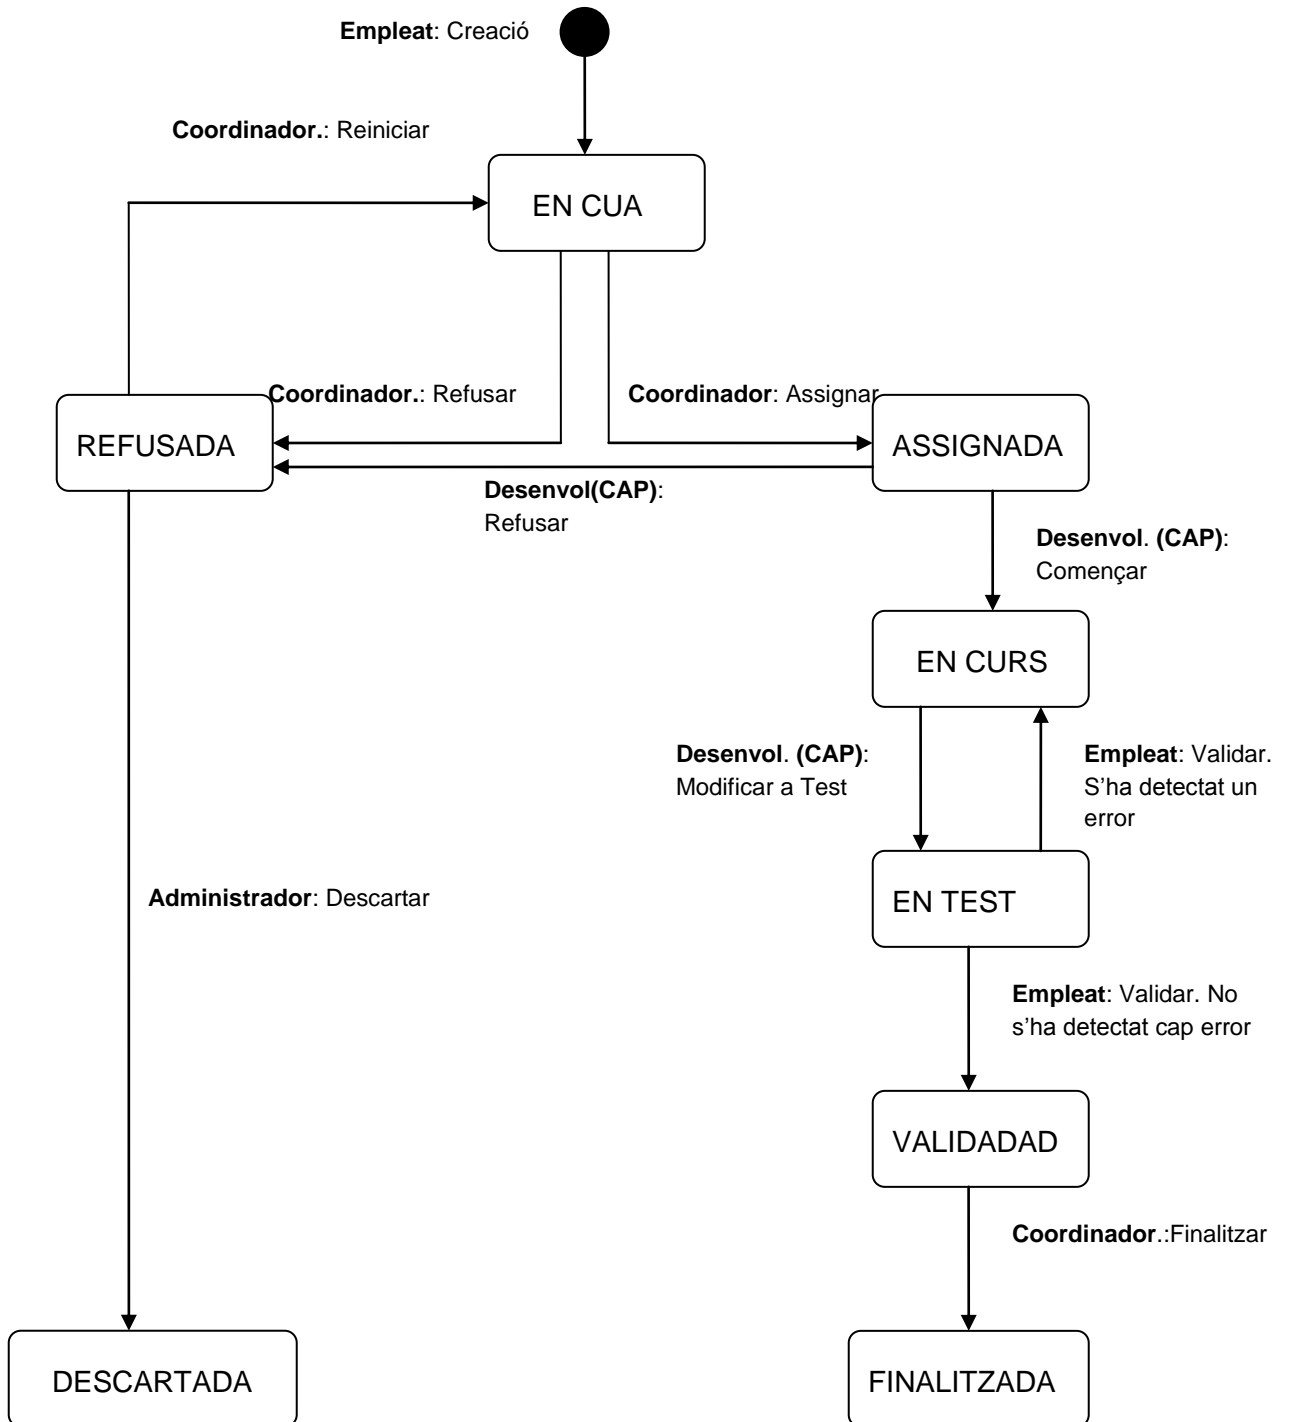 Empleat: Creació
Coordinador.: Reiniciar
EN CUA
Coordinador.: Refusar
Coordinador: Assignar
REFUSADA
ASSIGNADA
Desenvol(CAP):
Refusar
Desenvol. (CAP):
Començar
EN CURS
Desenvol. (CAP):
Modificar a Test
Empleat: Validar.
S’ha detectat un
error
EN TEST
Administrador: Descartar
Empleat: Validar. No
s’ha detectat cap error
VALIDADAD
Coordinador.:Finalitzar
DESCARTADA
FINALITZADA